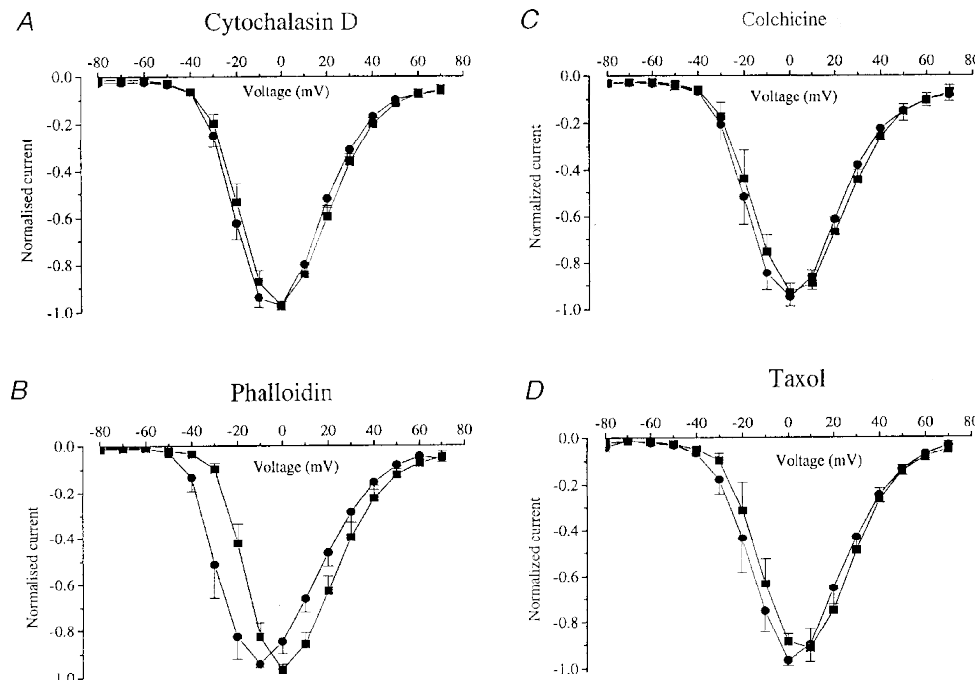 A
Cytochalasin D
-80 -60 -40 -20 0 20 40 60 80
Voltage (mV)
0.0
-0.2
-0.4
-0.6
-0.8
-1.0
Normalised current
C
Colchicine
-80 -60 -40 -20 0 20 40 60 80
Voltage (mV)
0.0
-0.2
-0.4
-0.6
-0.8
-1.0
Normalized current
B
Phalloidin
-80 -60 -40 -20 0 20 40 60 80
Voltage (mV)
0.0
-0.2
-0.4
-0.6
-0.8
-1.0
Normalised current
D
Taxol
-80 -60 -40 -20 0 20 40 60 80
Voltage (mV)
0.0
-0.2
-0.4
-0.6
-0.8
-1.0
Normalized current